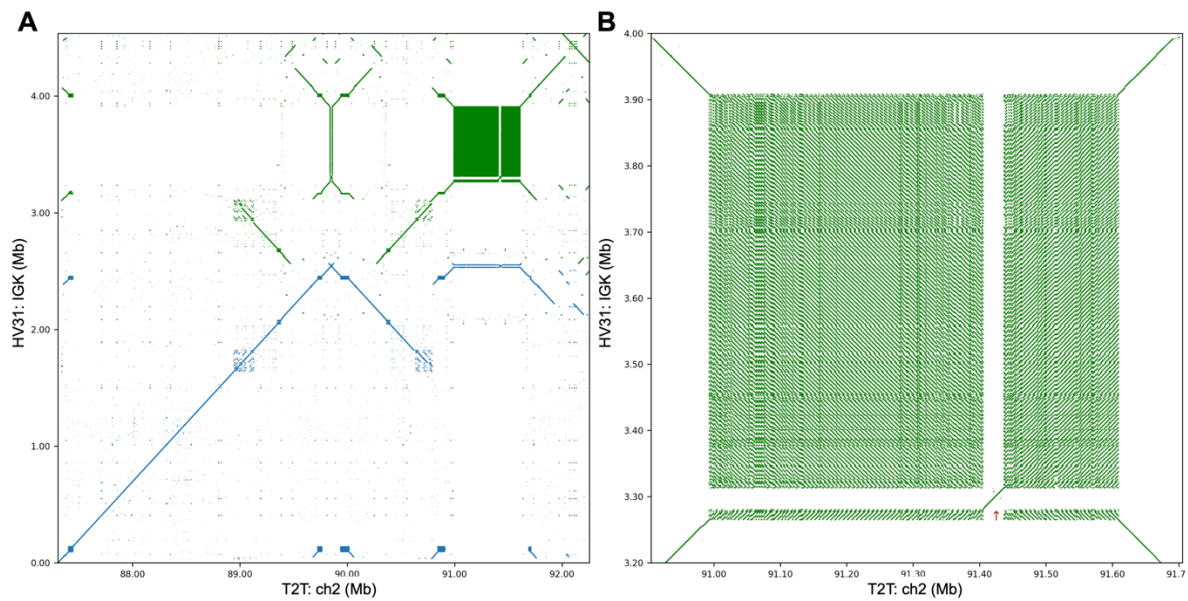 A
HV31: IGK (Mb)
4.00
3.00
2.00
1.00
0.00
88.00 89.00 90.00 91.00 92.00
T2T: ch2 (Mb)
B
HV31: IGK (Mb)
4.00
3.90
3.80
3.70
3.60
3.50
3.40
3.30
3.20
91.00 91.10 91.20 91.30 91.40 91.50 91.60 91.7
T2T: ch2 (Mb)